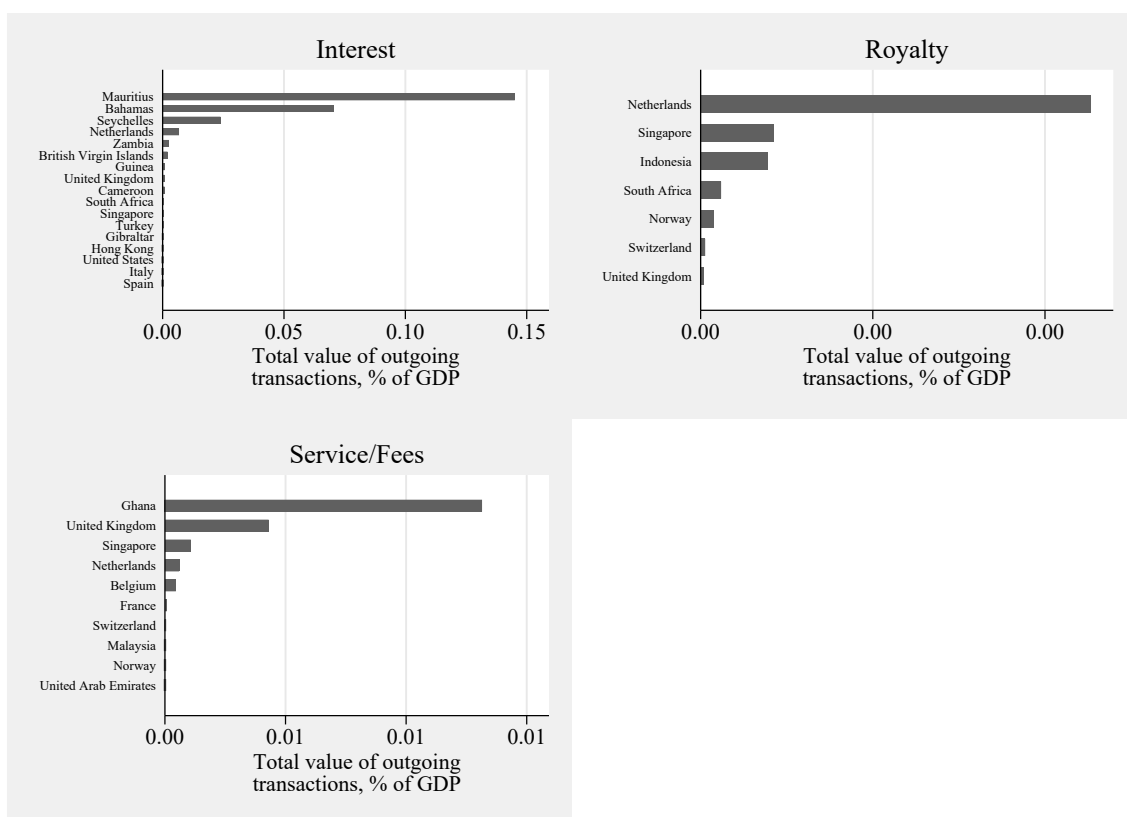 Interest
Mauritius
Bahamas
Seychelles
Netherlands
Zambia
British Virgin Islands
Guinea
United Kingdom
Cameroon
South Africa
Singapore
Turkey
Gibraltar
Hong Kong
United States
Italy
Spain
0.00 0.05 0.10 0.15
Total value of outgoing
transactions, % of GDP
Royalty
Netherlands
Singapore
Indonesia
South Africa
Norway
Switzerland
United Kingdom
0.00 0.00 0.00
Total value of outgoing
transactions, % of GDP
Service/Fees
Ghana
United Kingdom
Singapore
Netherlands
Belgium
France
Switzerland
Malaysia
Norway
United Arab Emirates
0.00 0.01 0.01 0.01
Total value of outgoing
transactions, % of GDP